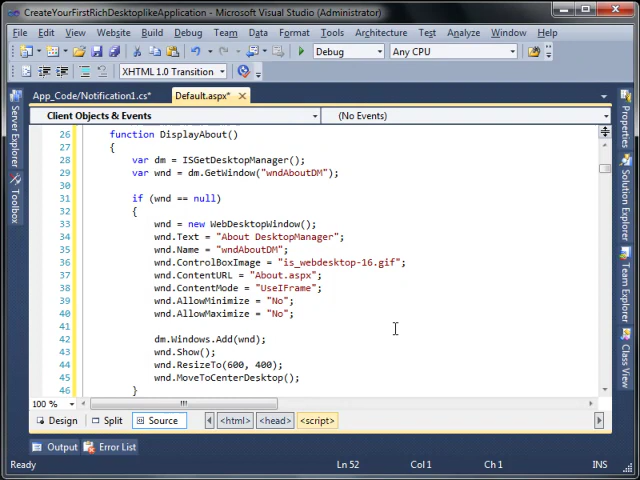 CreateYourFirstRichDesktoplikeApplication - Microsoft Visual Studio (Administrator)
File Edit View Project Build Debug Team Data Format Tools
Architecture Test Analyze Window Help
Debug Any CPU
XHTML 1.0 Transition
App_Code/Notification1.cs* Default.aspx*
Client Objects & Events (No Events)
26 function DisplayAbout()
27 {
28 var dm = ISGetDesktopManager();
29 var wnd = dm.GetWindow("wndAboutDM");
30
31 if (wnd == null)
32 {
33 wnd = new WebDesktopWindow();
34 wnd.Text = "About DesktopManager";
35 wnd.Name = "wndAboutDM";
36 wnd.ControlBoxImage = "is_webdesktop-16.gif";
37 wnd.ContentURL = "About.aspx";
38 wnd.ContentMode = "UseIFrame";
39 wnd.AllowMinimize = "No";
40 wnd.AllowMaximize = "No";
41
42 dm.Windows.Add(wnd);
43 wnd.Show();
44 wnd.ResizeTo(600, 400);
45 wnd.MoveToCenterDesktop();
46 }
100 %
Design Split Source <html> <head> <script>
Output Error List
Ready Ln 52 Col 1 Ch 1 INS
Server Explorer
Toolbox
Properties
Solution Explorer
Team Explorer
Class View